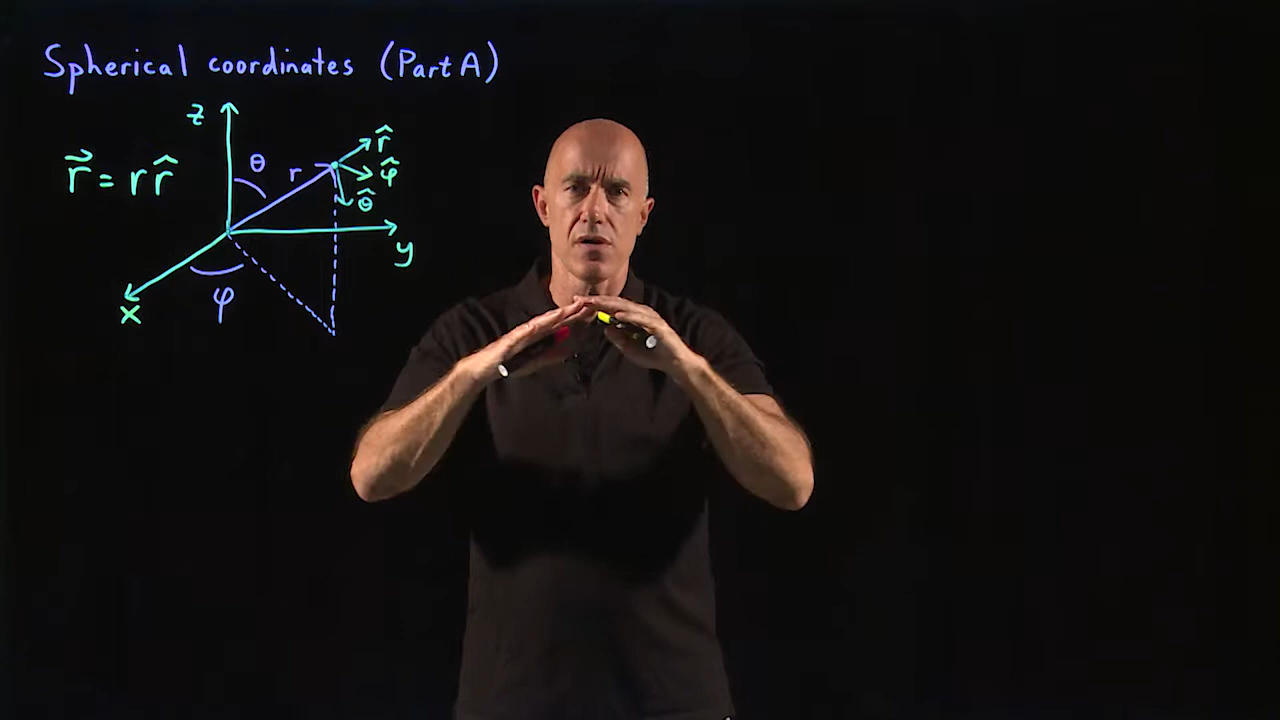 Spherical coordinates (Part A)
z
θ
r
r̂
φ̂
θ̂
r⃗ = r r̂
y
x
φ